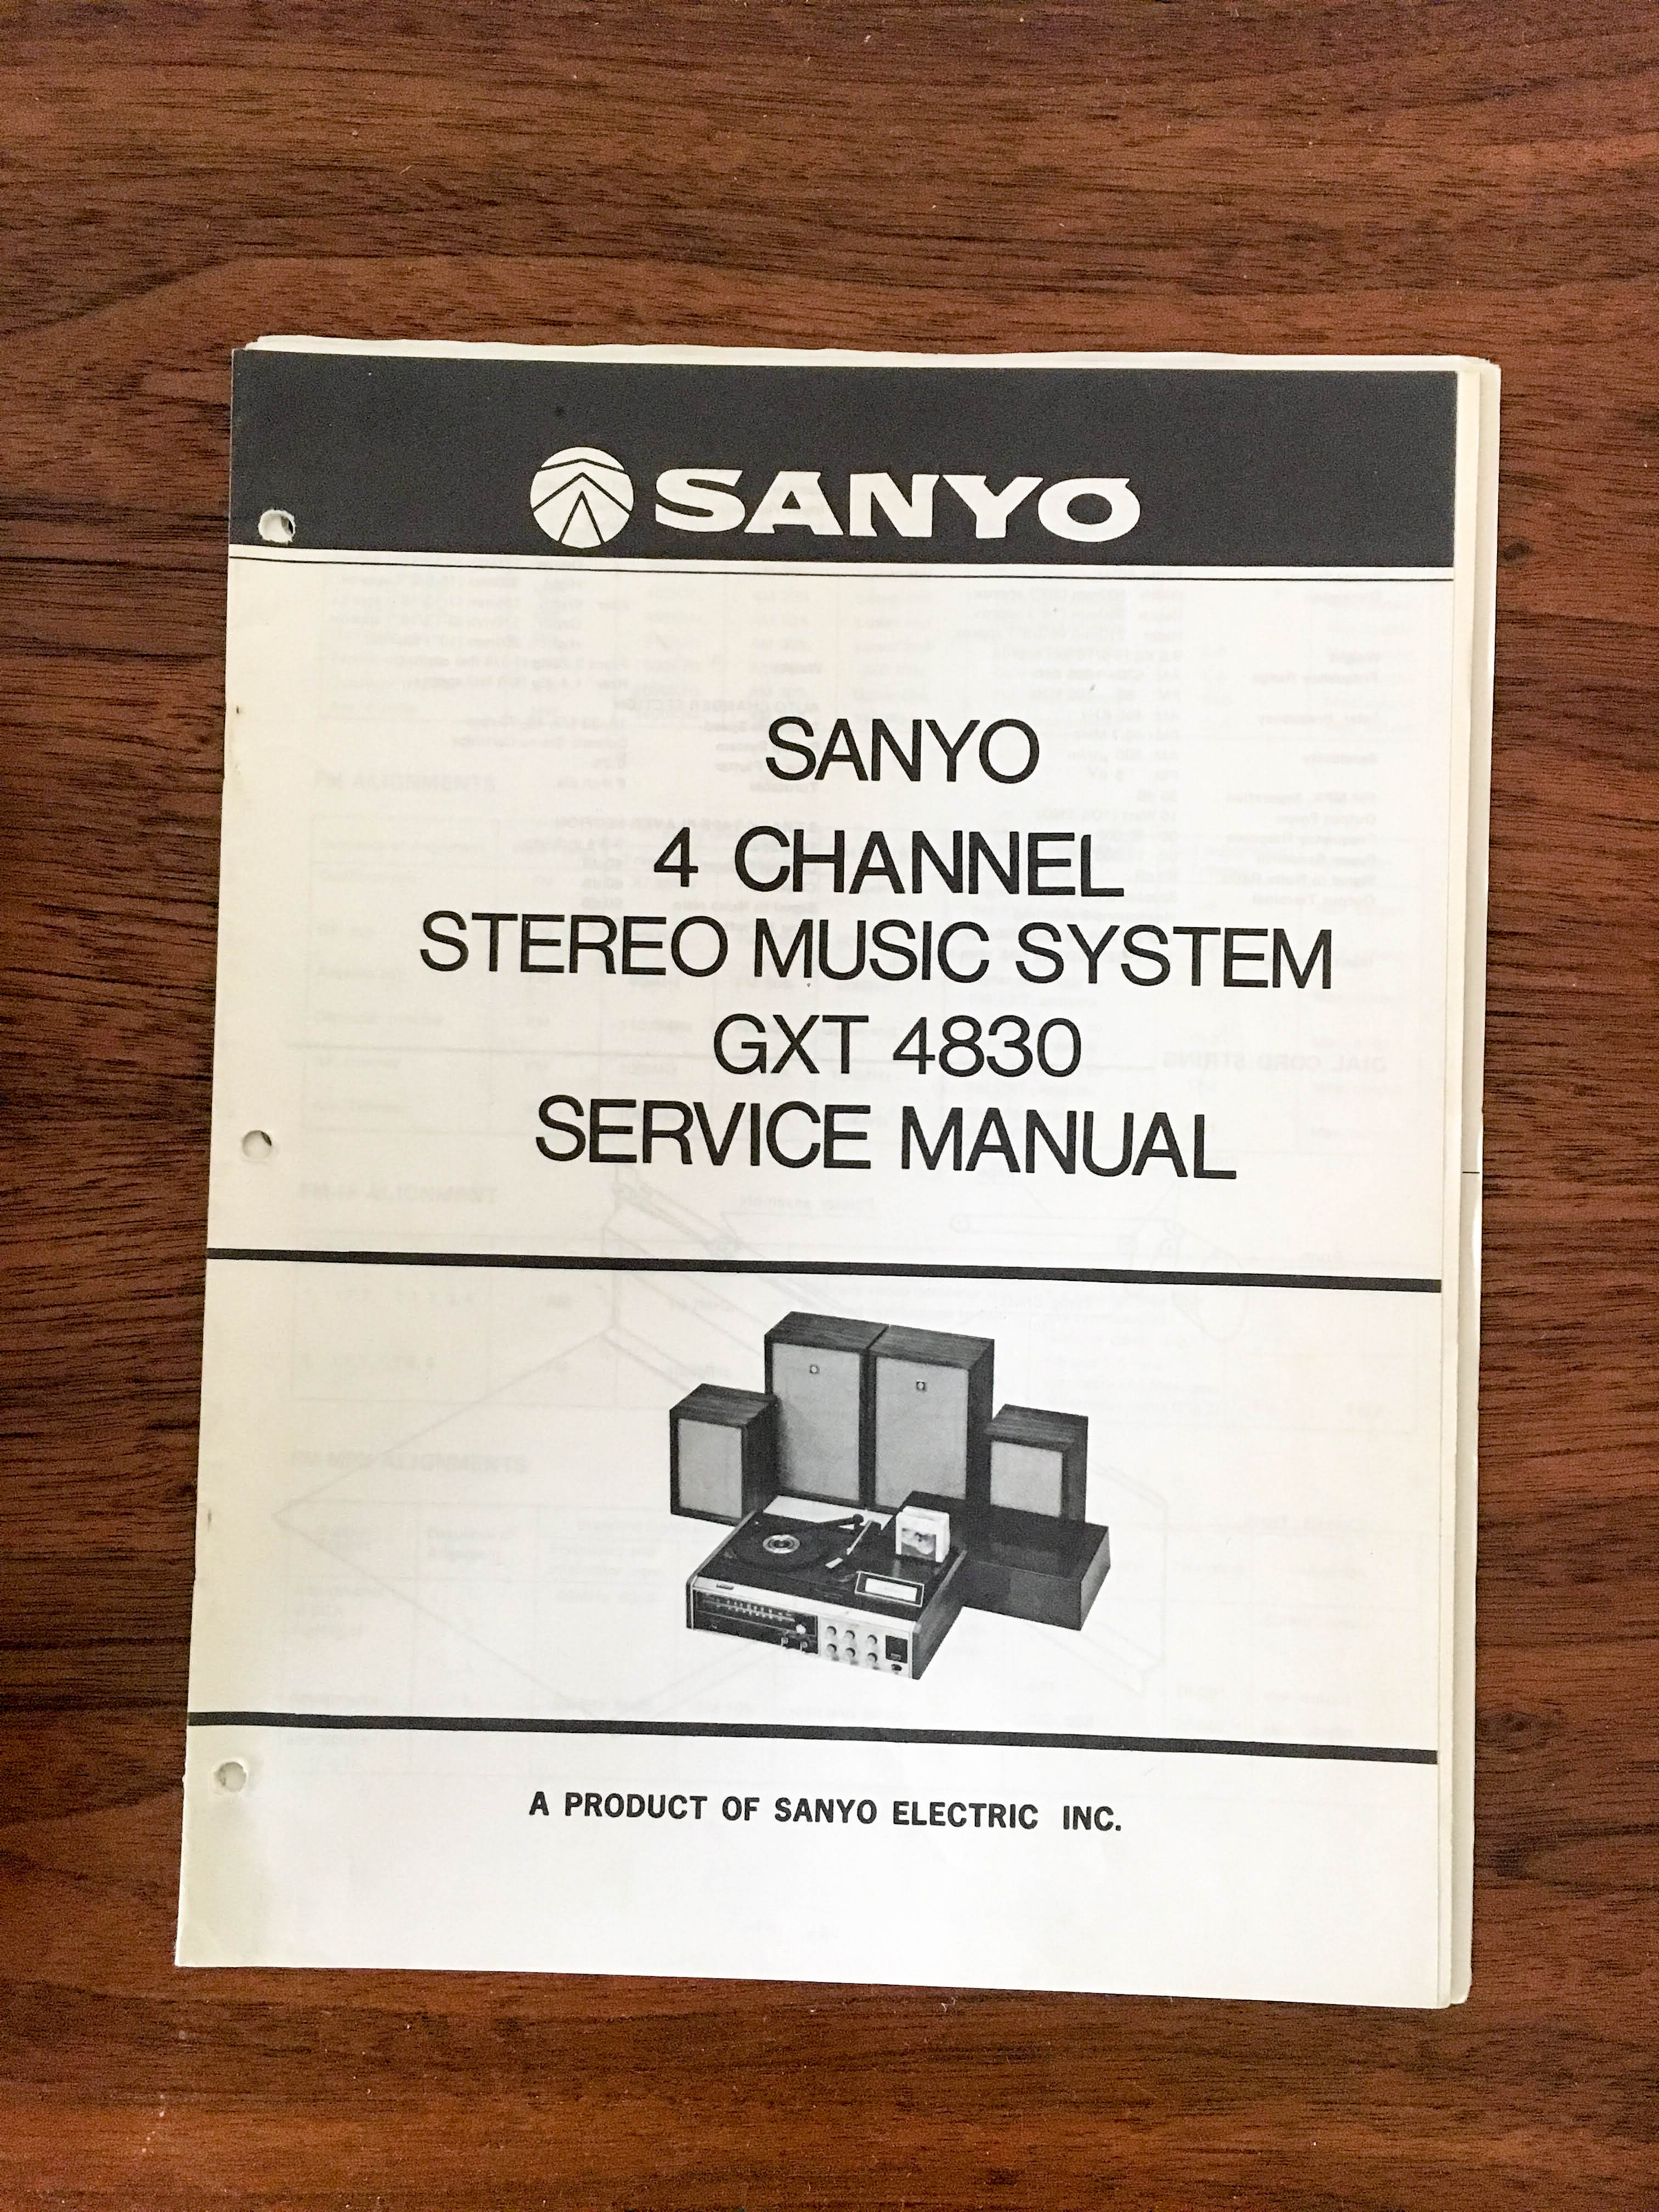 SANYO
SANYO
4 CHANNEL
STEREO MUSIC SYSTEM
GXT 4830
SERVICE MANUAL
A PRODUCT OF SANYO ELECTRIC INC.